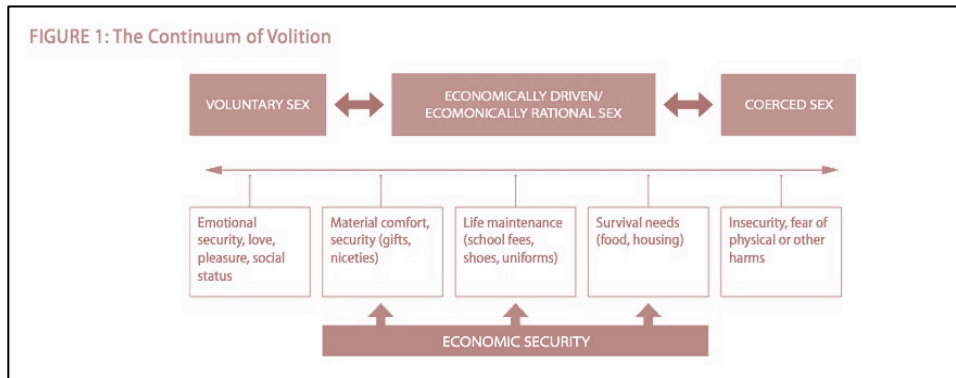 FIGURE 1: The Continuum of Volition
VOLUNTARY SEX
ECONOMICALLY DRIVEN/
ECOMONICALLY RATIONAL SEX
COERCED SEX
Emotional
security, love,
pleasure, social
status
Material comfort,
security (gifts,
niceties)
Life maintenance
(school fees,
shoes, uniforms)
Survival needs
(food, housing)
Insecurity, fear of
physical or other
harms
ECONOMIC SECURITY